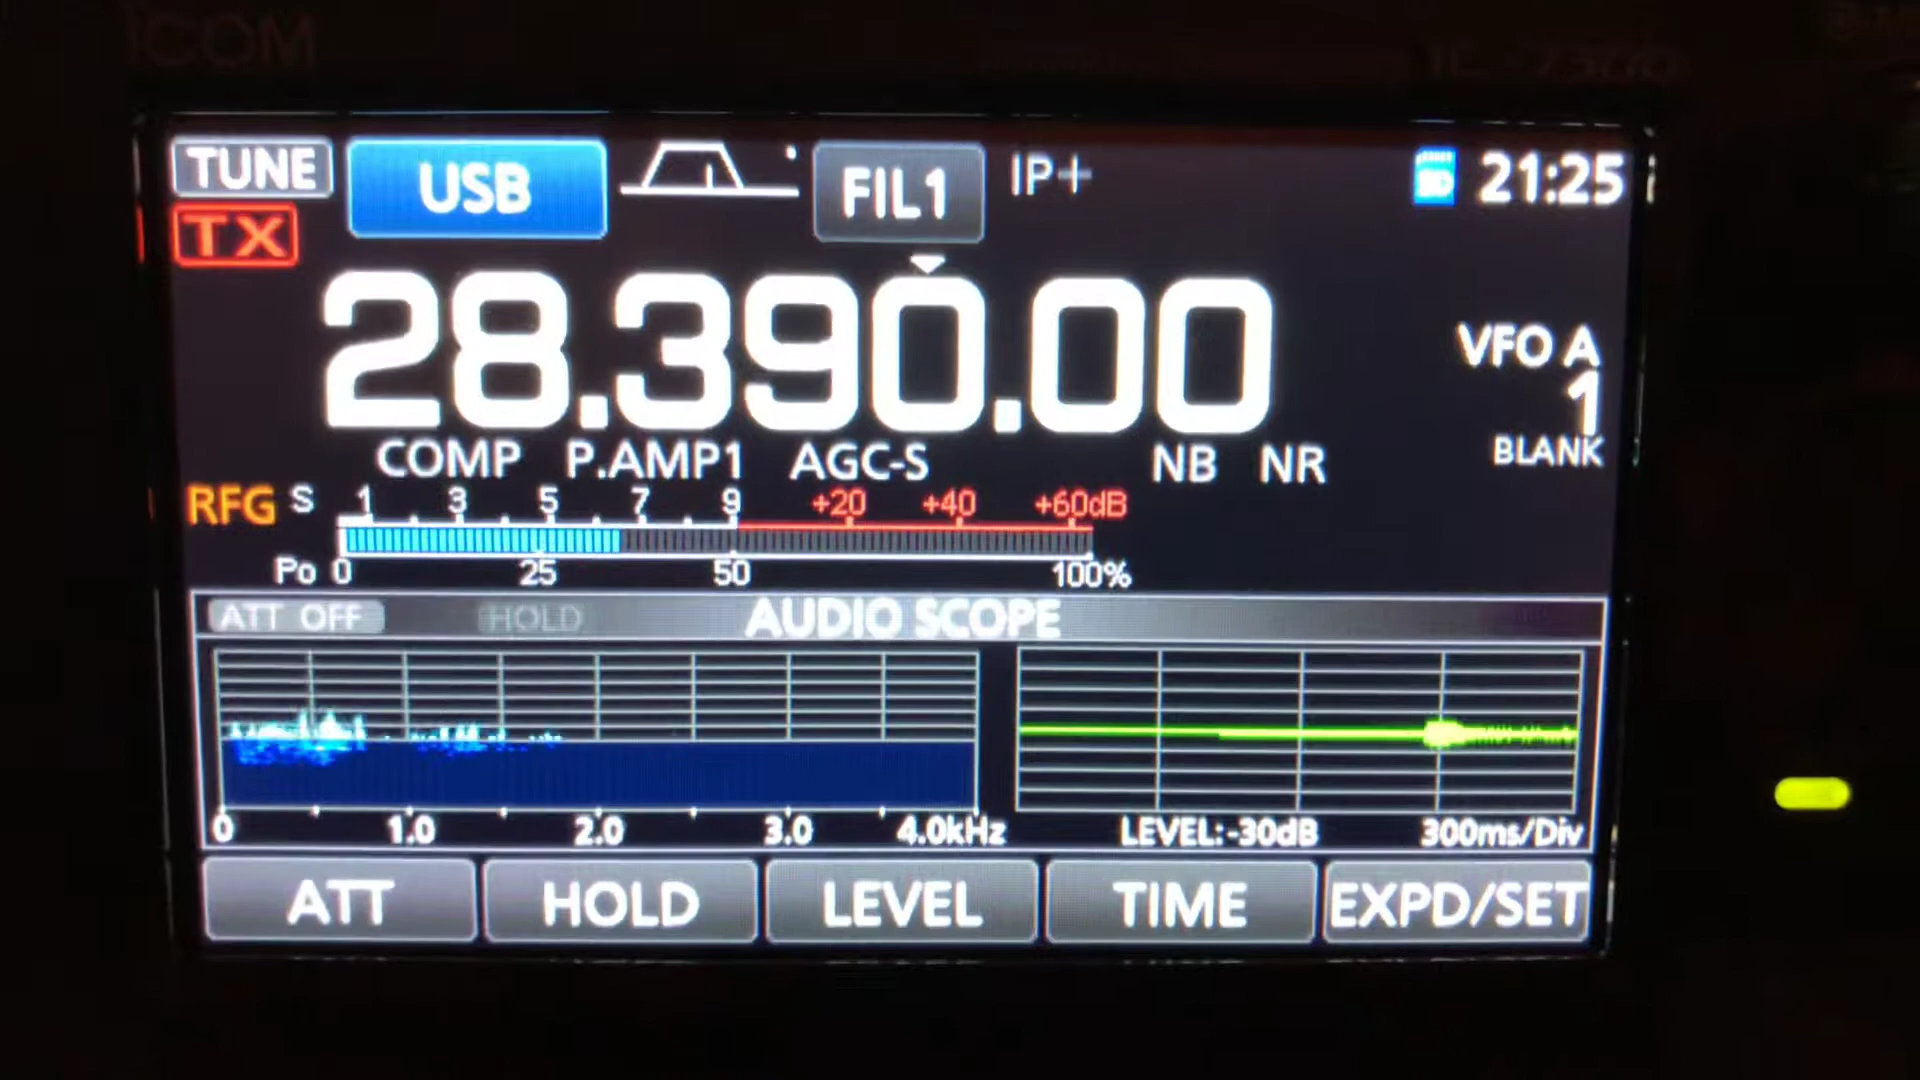 ICOM IC-7300
TUNE USB FIL1 IP+ 21:25
TX
28.390.00
VFO A
1
COMP P.AMP1 AGC-S NB NR BLANK
RFG S 1 3 5 7 9 +20 +40 +60dB
Po 0 25 50 100%
ATT OFF HOLD AUDIO SCOPE
0 1.0 2.0 3.0 4.0kHz LEVEL:-30dB 300ms/Div
ATT HOLD LEVEL TIME EXPD/SET